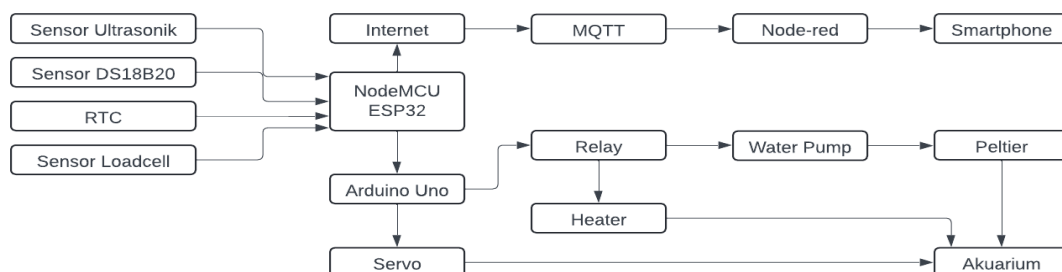 Sensor Ultrasonik
Internet
MQTT
Node-red
Smartphone
Sensor DS18B20
NodeMCU
ESP32
RTC
Sensor Loadcell
Relay
Water Pump
Peltier
Arduino Uno
Heater
Servo
Akuarium